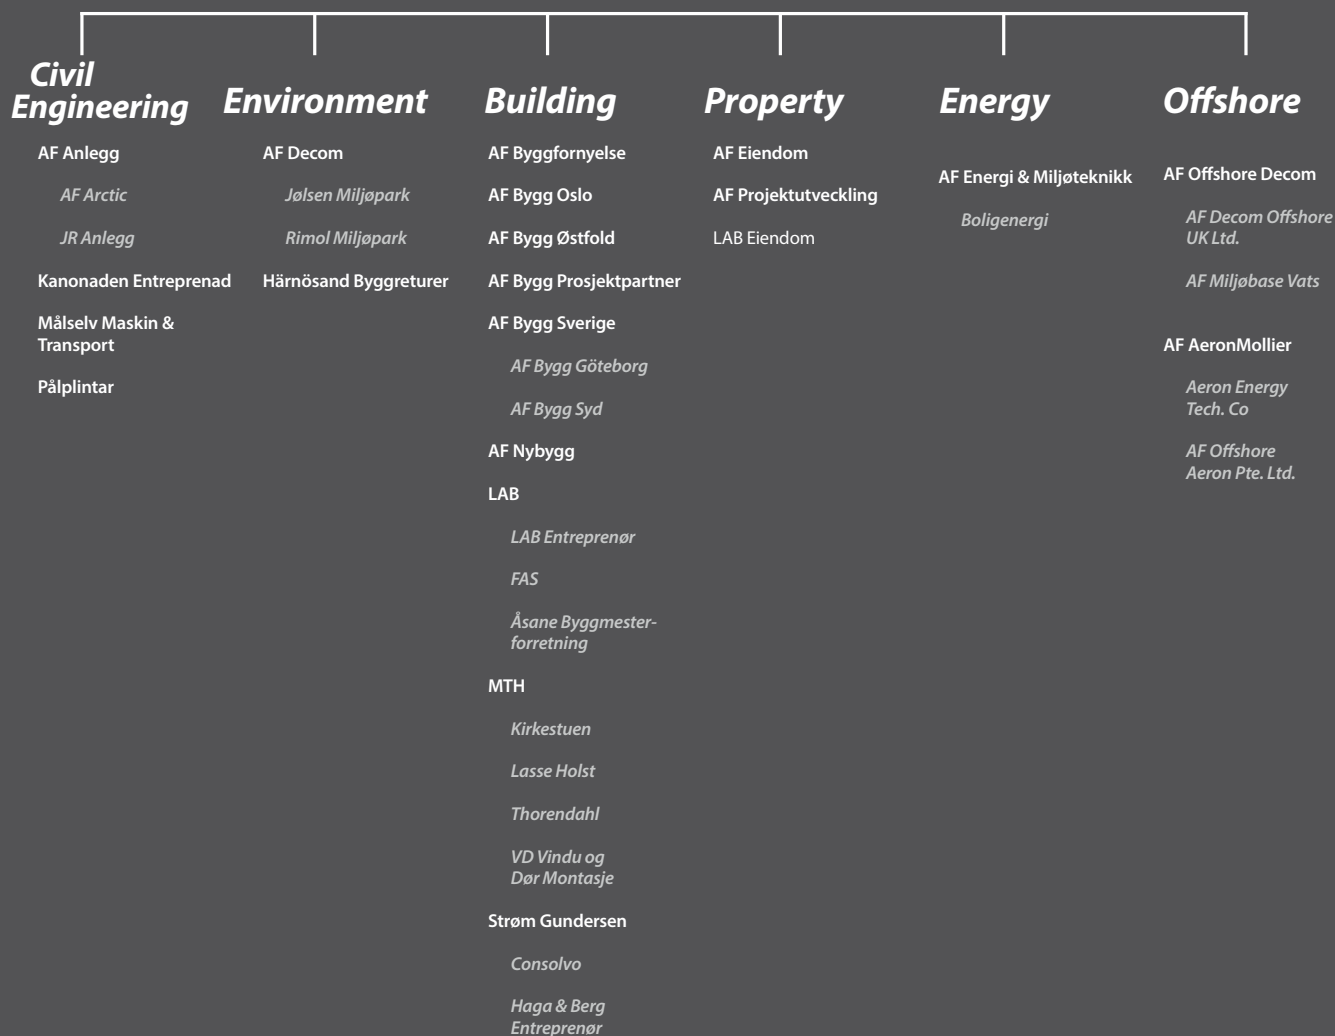 Civil
Engineering
AF Anlegg
AF Arctic
JR Anlegg
Kanonaden Entreprenad
Målselv Maskin &
Transport
Pålplintar
Environment
AF Decom
Jølsen Miljøpark
Rimol Miljøpark
Härnösand Byggreturer
Building
AF Byggfornyelse
AF Bygg Oslo
AF Bygg Østfold
AF Bygg Prosjektpartner
AF Bygg Sverige
AF Bygg Göteborg
AF Bygg Syd
AF Nybygg
LAB
LAB Entreprenør
FAS
Åsane Byggmester-
forretning
MTH
Kirkestuen
Lasse Holst
Thorendahl
VD Vindu og
Dør Montasje
Strøm Gundersen
Consolvo
Haga & Berg
Entreprenør
Property
AF Eiendom
AF Projektutveckling
LAB Eiendom
Energy
AF Energi & Miljøteknikk
Boligenergi
Offshore
AF Offshore Decom
AF Decom Offshore
UK Ltd.
AF Miljøbase Vats
AF AeronMollier
Aeron Energy
Tech. Co
AF Offshore
Aeron Pte. Ltd.